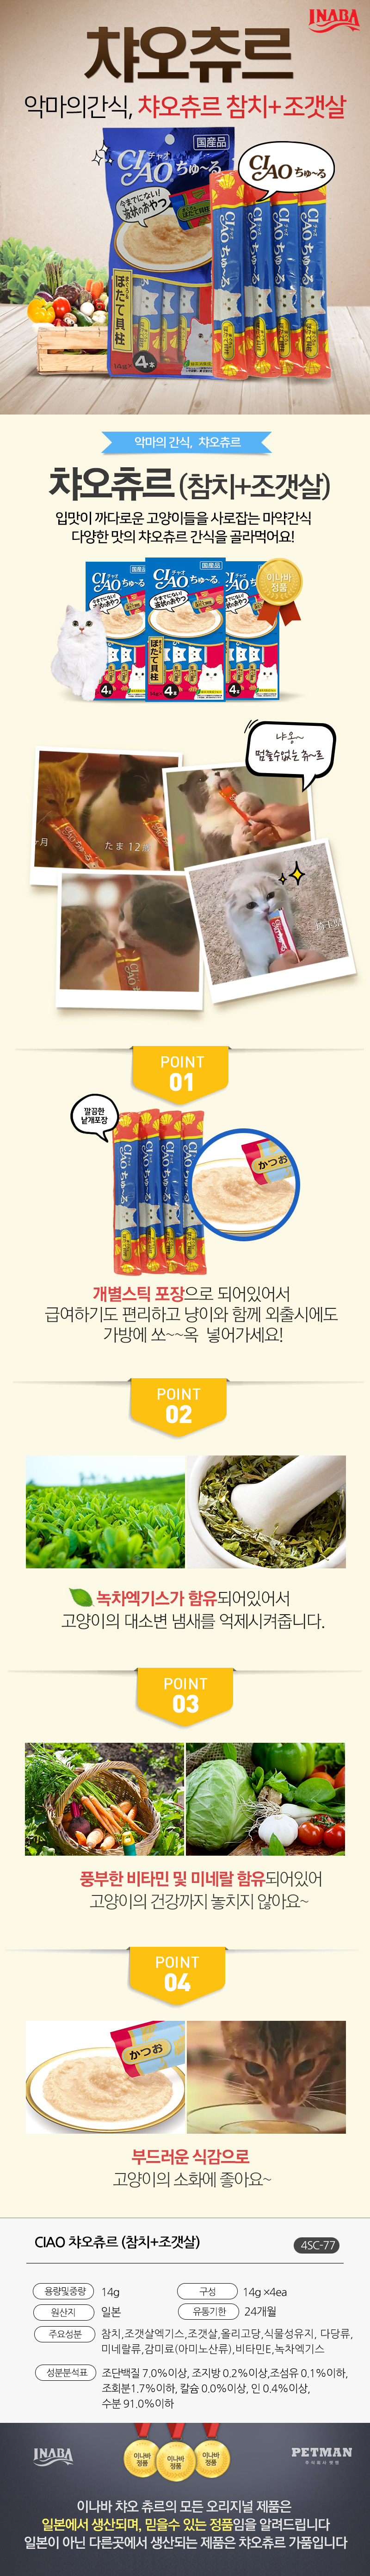 INABA
챠오츄르
악마의간식, 챠오츄르 참치+조갯살
国産品
チャオ
CIAO ちゅ~る
今までにない!
液状のおやつ
ほたて貝柱
14g×4本
CIAO ちゅ~る
악마의 간식, 챠오츄르
챠오츄르 (참치+조갯살)
입맛이 까다로운 고양이들을 사로잡는 마약간식
다양한 맛의 챠오츄르 간식을 골라먹어요!
이나바
정품
냐옹~
멈출수없는 츄~르
たま 12
POINT
01
깔끔한
낱개포장
かつお
개별스틱 포장으로 되어있어서
급여하기도 편리하고 냥이와 함께 외출시에도
가방에 쏘~~옥 넣어가세요!
POINT
02
녹차엑기스가 함유되어있어서
고양이의 대소변 냄새를 억제시켜줍니다.
POINT
03
풍부한 비타민 및 미네랄 함유되어있어
고양이의 건강까지 놓치지 않아요~
POINT
04
かつお
부드러운 식감으로
고양이의 소화에 좋아요~
CIAO 챠오츄르 (참치+조갯살)
4SC-77
용량및중량 14g 구성 14g ×4ea
원산지 일본 유통기한 24개월
주요성분 참치,조갯살엑기스,조갯살,올리고당,식물성유지, 다당류,
미네랄류,감미료(아미노산류),비타민E,녹차엑기스
성분분석표 조단백질 7.0%이상, 조지방 0.2%이상,조섬유 0.1%이하,
조회분1.7%이하, 칼슘 0.0%이상, 인 0.4%이상,
수분 91.0%이하
INABA
이나바
정품
이나바
정품
이나바
정품
PETMAN
주식회사 펫맨
이나바 챠오 츄르의 모든 오리지널 제품은
일본에서 생산되며, 믿을수 있는 정품임을 알려드립니다
일본이 아닌 다른곳에서 생산되는 제품은 챠오츄르 가품입니다